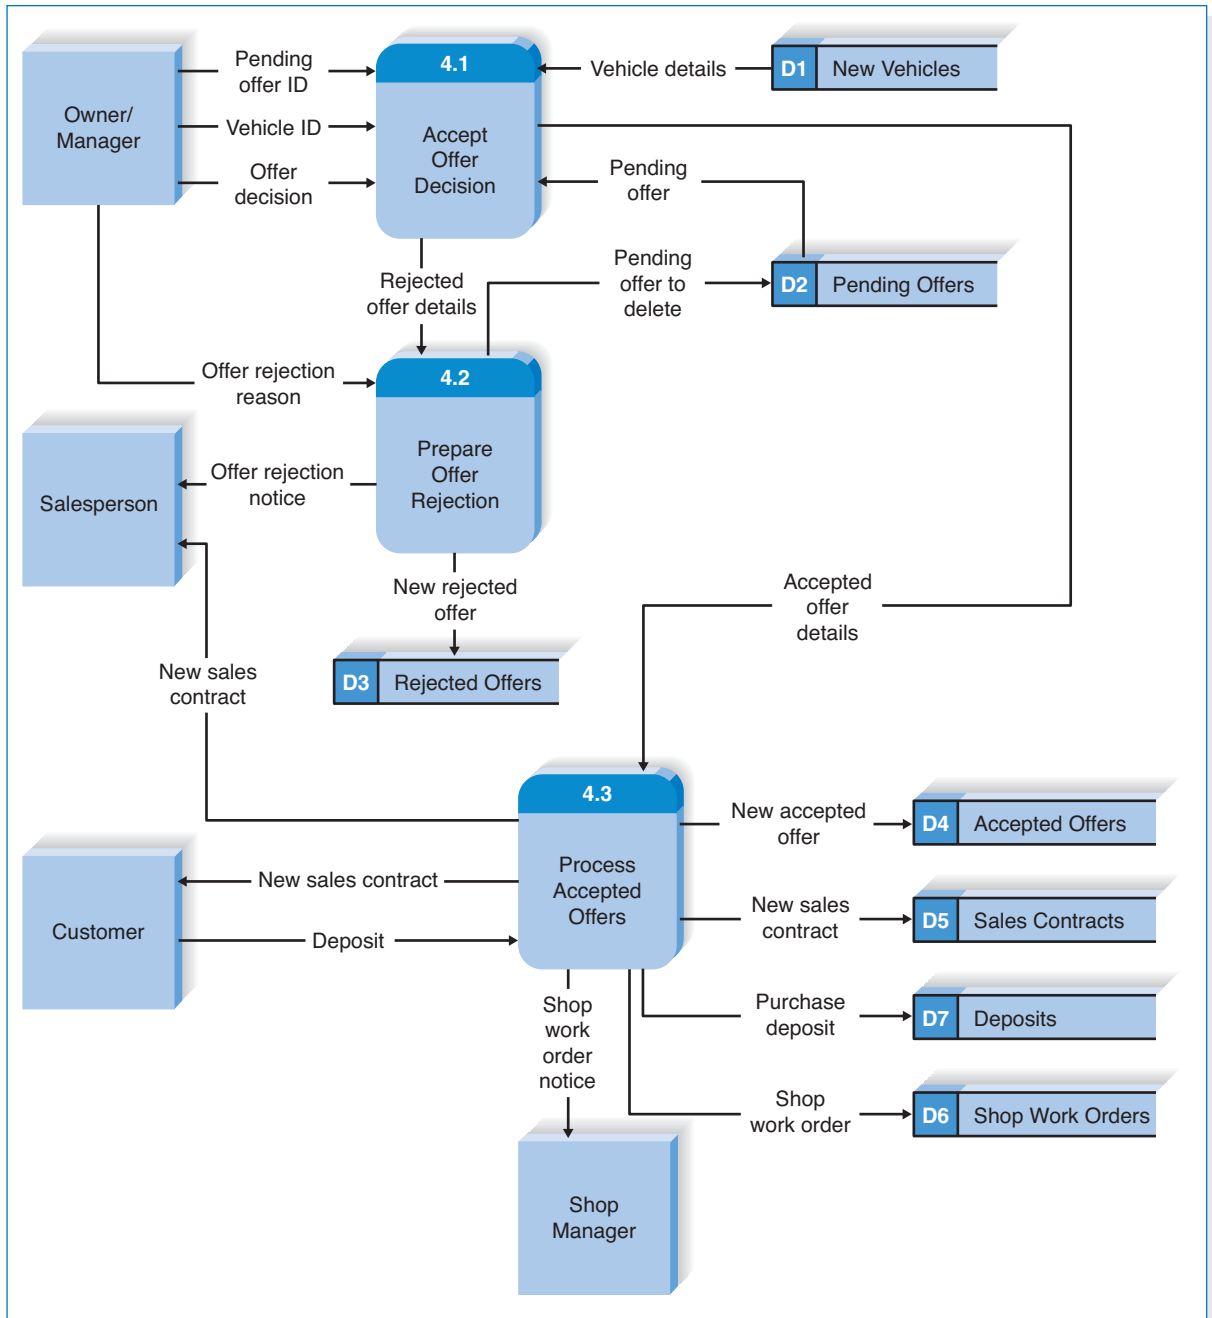 Owner/
Manager
Pending
offer ID
Vehicle ID
Offer
decision
4.1
Accept
Offer
Decision
Vehicle details
D1 New Vehicles
Pending
offer
Rejected
offer details
Pending
offer to
delete
D2 Pending Offers
Offer rejection
reason
4.2
Prepare
Offer
Rejection
Salesperson
Offer rejection
notice
New rejected
offer
Accepted
offer
details
D3 Rejected Offers
New sales
contract
4.3
Process
Accepted
Offers
New accepted
offer
D4 Accepted Offers
Customer
New sales contract
Deposit
New sales
contract
D5 Sales Contracts
Purchase
deposit
D7 Deposits
Shop
work
order
notice
Shop
work order
D6 Shop Work Orders
Shop
Manager